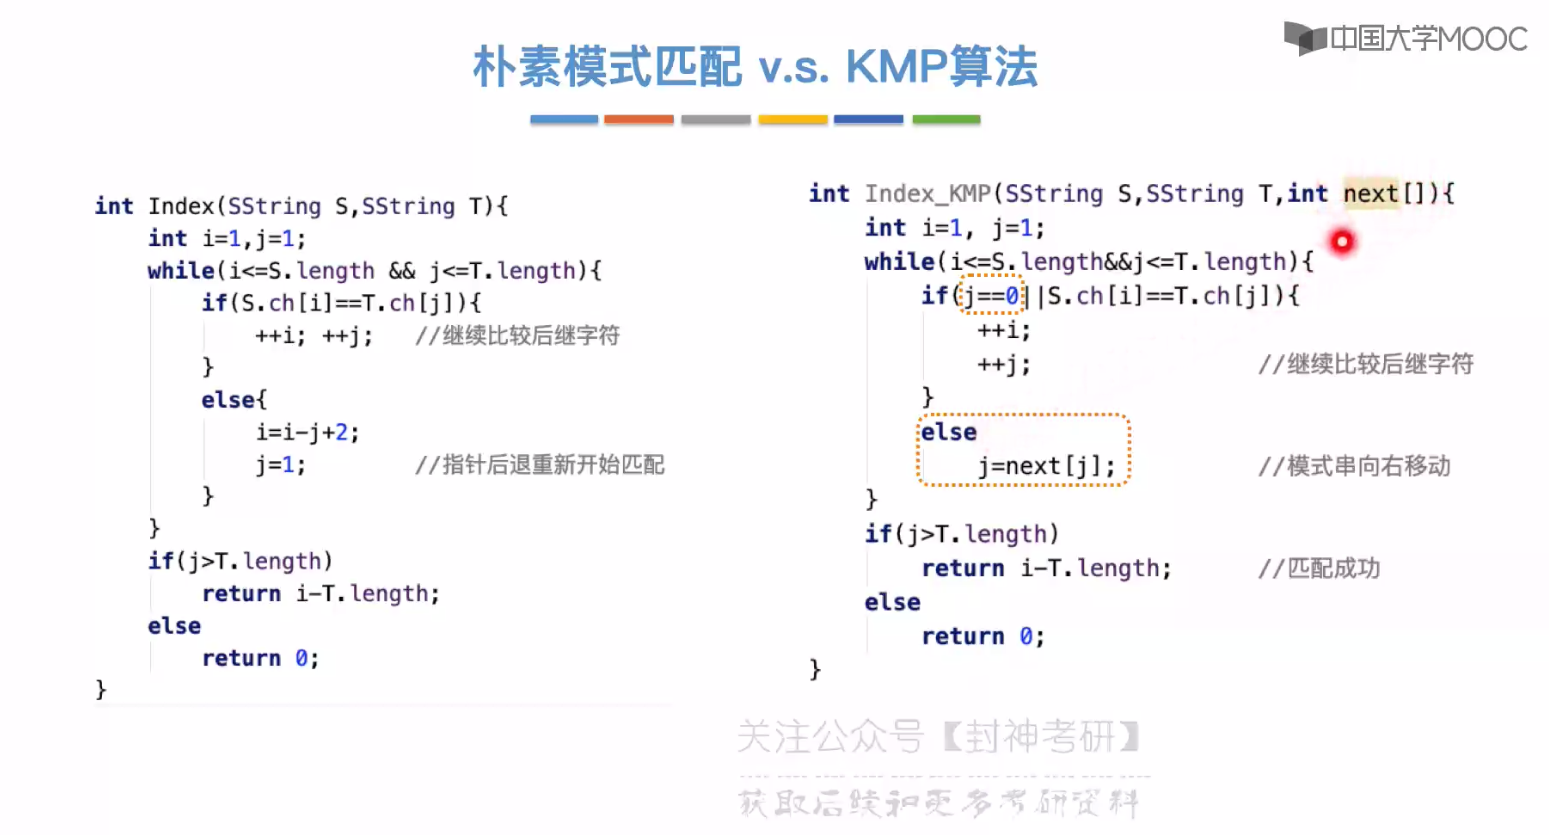 中国大学MOOC
朴素模式匹配 v.s. KMP算法
int Index(SString S,SString T){
int i=1,j=1;
while(i<=S.length && j<=T.length){
if(S.ch[i]==T.ch[j]){
++i; ++j; //继续比较后继字符
}
else{
i=i-j+2;
j=1; //指针后退重新开始匹配
}
}
if(j>T.length)
return i-T.length;
else
return 0;
}
int Index_KMP(SString S,SString T,int next[]){
int i=1, j=1;
while(i<=S.length&&j<=T.length){
if(j==0||S.ch[i]==T.ch[j]){
++i;
++j; //继续比较后继字符
}
else
j=next[j]; //模式串向右移动
}
if(j>T.length)
return i-T.length; //匹配成功
else
return 0;
}
关注公众号【封神考研】
获取后续和更多考研资料